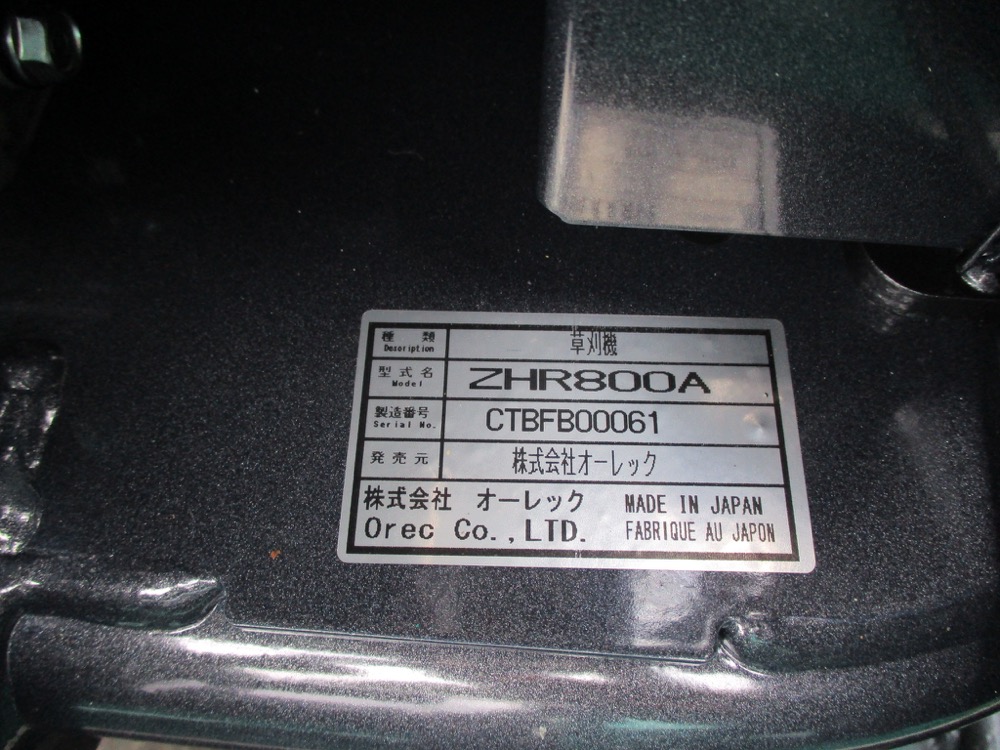 種類 草刈機
Description
型式名 ZHR800A
Model
製造番号 CTBFB00061
Serial No.
発売元 株式会社オーレック
株式会社 オーレック MADE IN JAPAN
Orec Co.,LTD. FABRIQUE AU JAPON